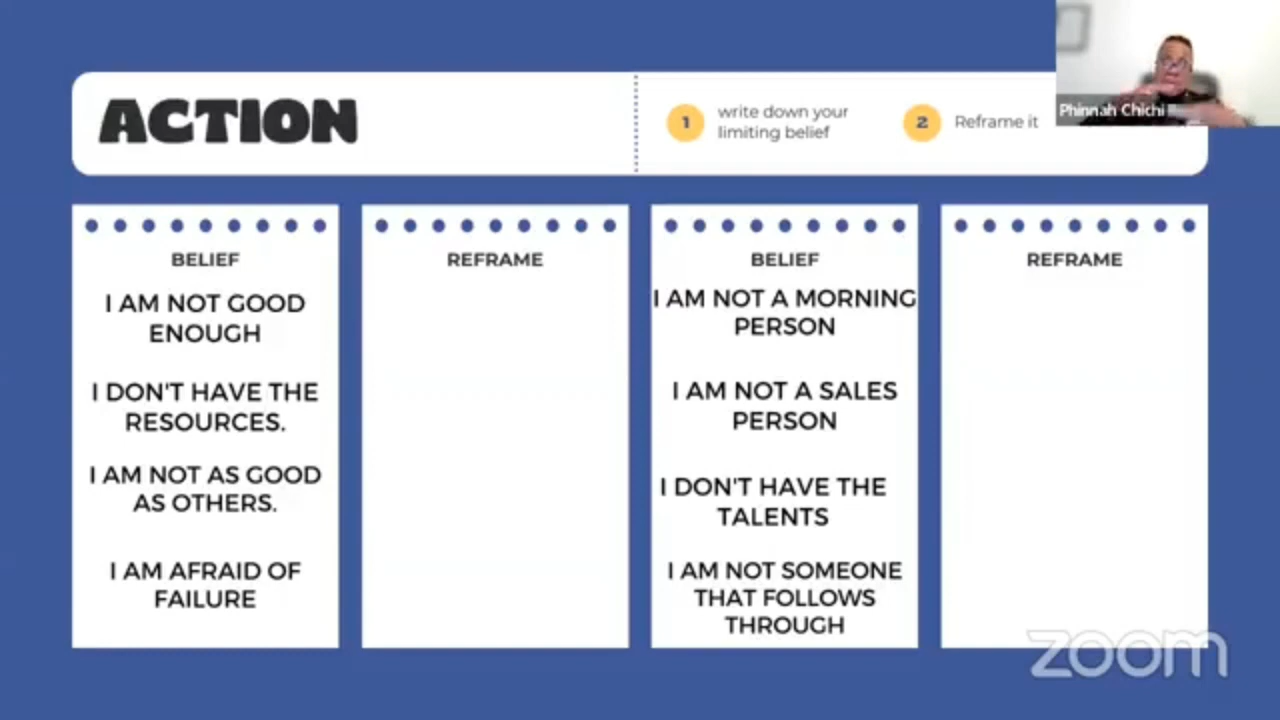 ACTION
1
write down your
limiting belief
2
Reframe it
Phinnah Chichi
BELIEF
I AM NOT GOOD
ENOUGH
I DON'T HAVE THE
RESOURCES.
I AM NOT AS GOOD
AS OTHERS.
I AM AFRAID OF
FAILURE
REFRAME
BELIEF
I AM NOT A MORNING
PERSON
I AM NOT A SALES
PERSON
I DON'T HAVE THE
TALENTS
I AM NOT SOMEONE
THAT FOLLOWS
THROUGH
REFRAME
zoom